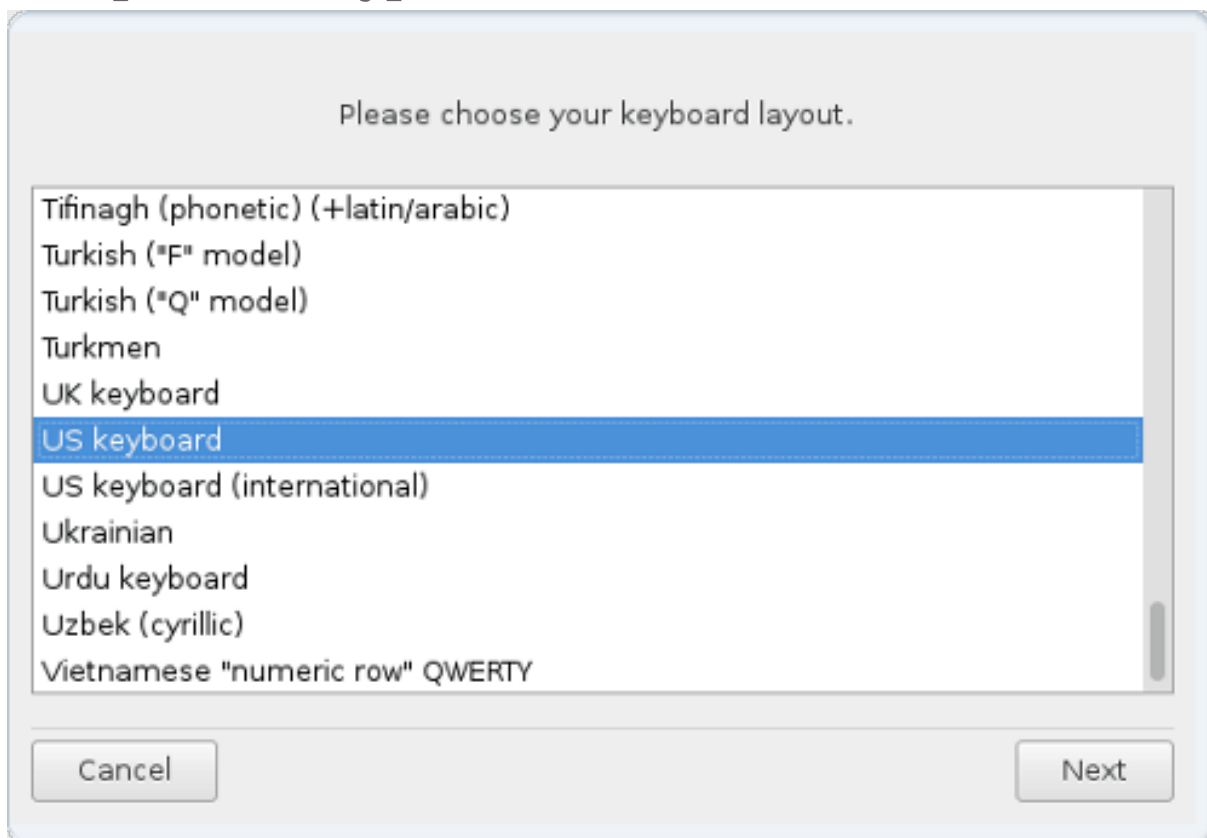 Please choose your keyboard layout.
Tifinagh (phonetic) (+latin/arabic)
Turkish ("F" model)
Turkish ("Q" model)
Turkmen
UK keyboard
US keyboard
US keyboard (international)
Ukrainian
Urdu keyboard
Uzbek (cyrillic)
Vietnamese "numeric row" QWERTY
Cancel
Next